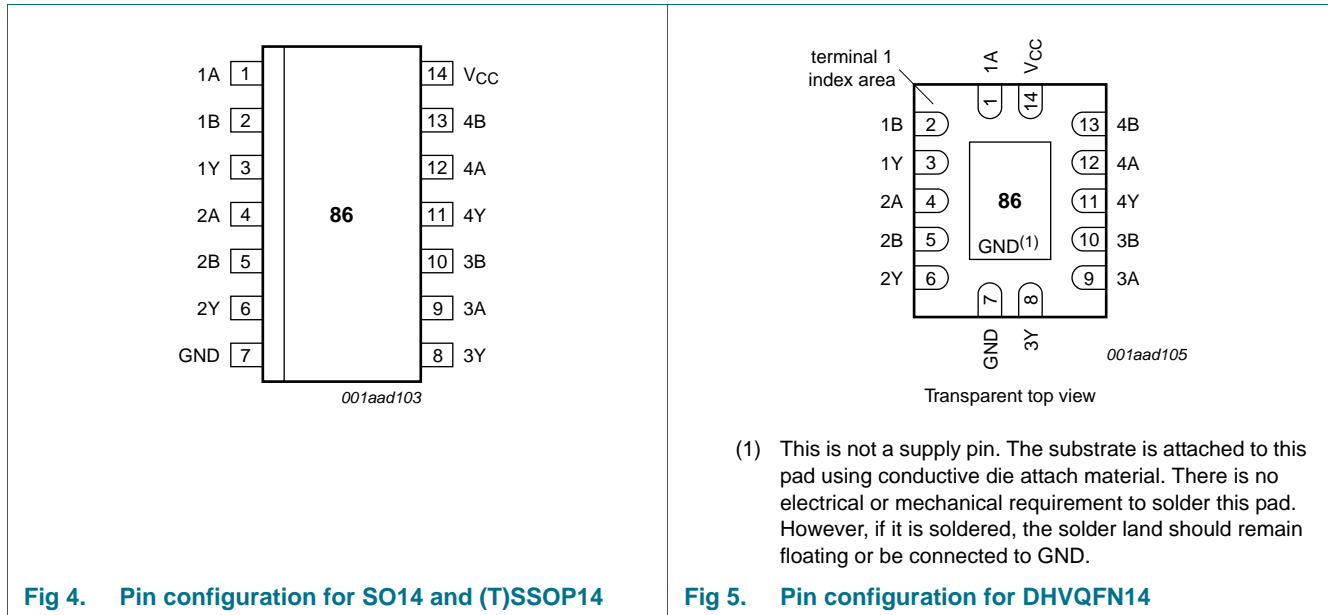 1A 1
1B 2
1Y 3
2A 4
2B 5
2Y 6
GND 7
86
14 VCC
13 4B
12 4A
11 4Y
10 3B
9 3A
8 3Y
001aad103
Fig 4. Pin configuration for SO14 and (T)SSOP14
terminal 1
index area
1A
VCC
1
14
1B 2
1Y 3
2A 4
2B 5
2Y 6
86
GND(1)
13 4B
12 4A
11 4Y
10 3B
9 3A
7
8
GND
3Y
001aad105
Transparent top view
(1) This is not a supply pin. The substrate is attached to this
pad using conductive die attach material. There is no
electrical or mechanical requirement to solder this pad.
However, if it is soldered, the solder land should remain
floating or be connected to GND.
Fig 5. Pin configuration for DHVQFN14